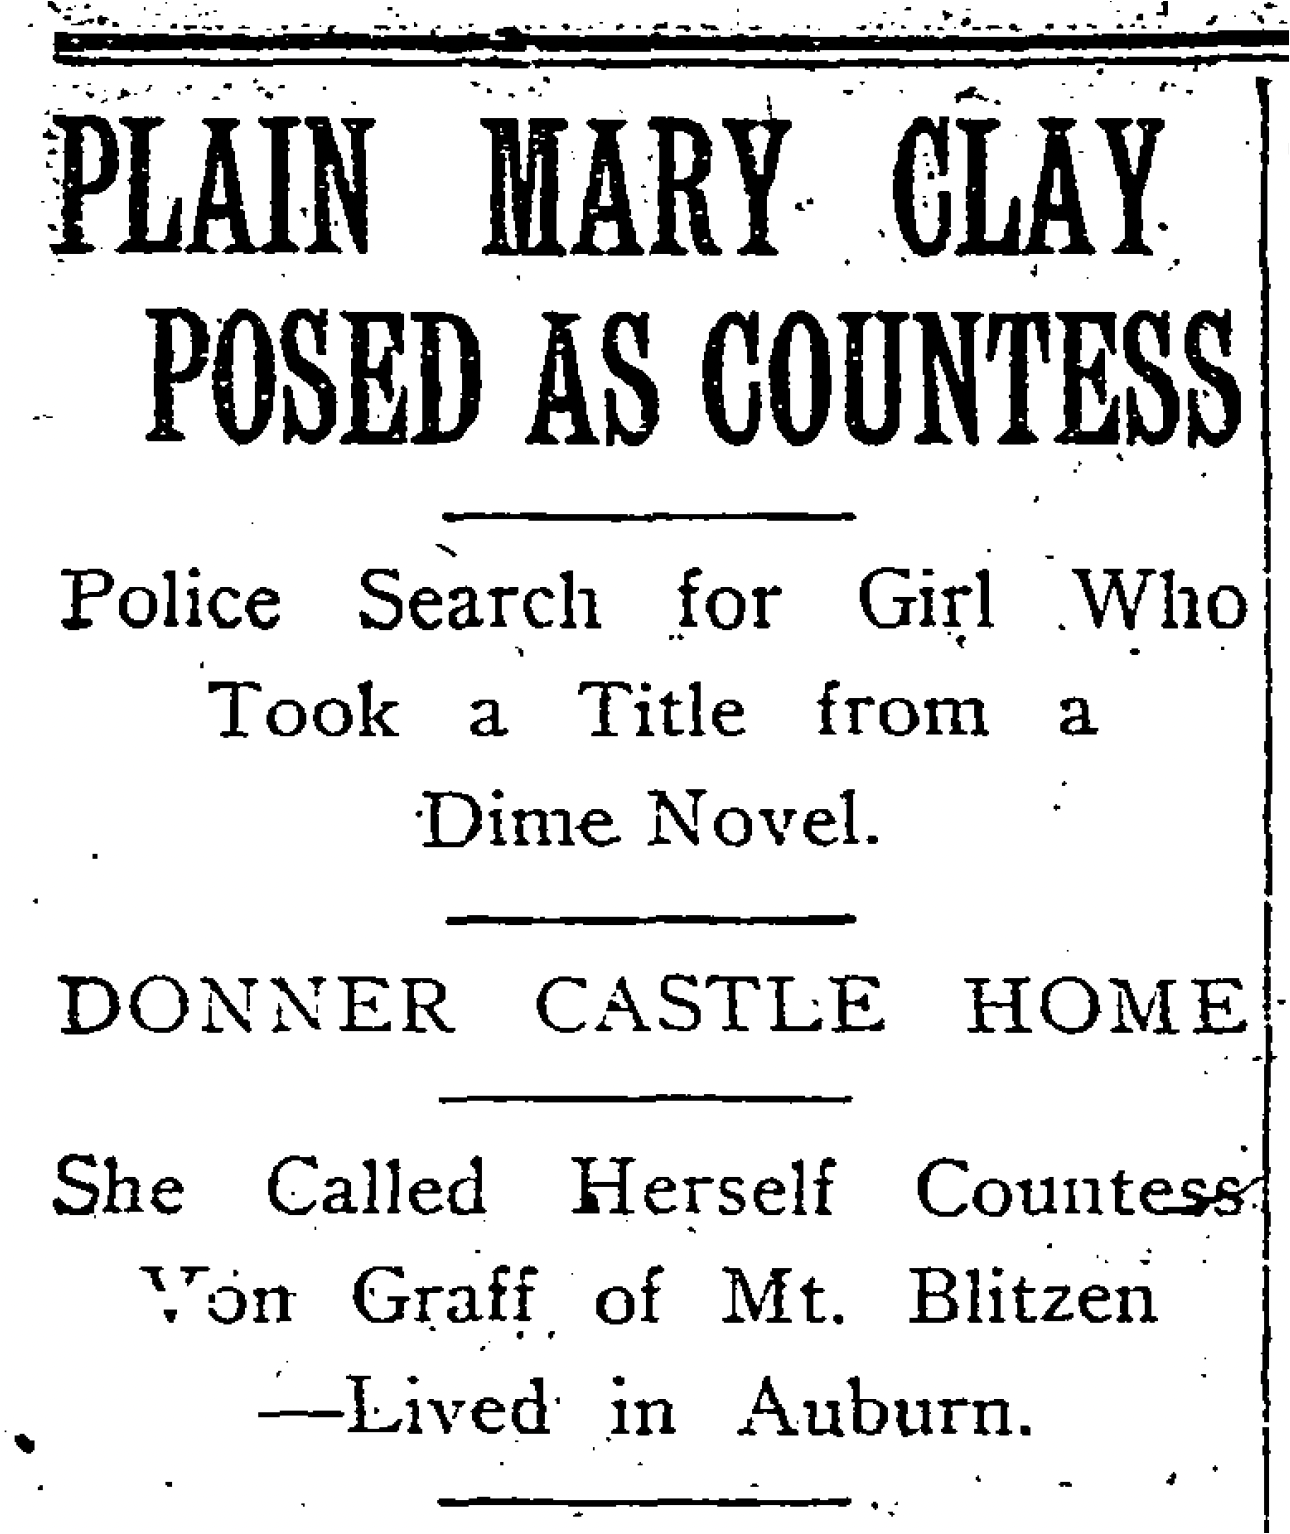 PLAIN MARY CLAY
POSED AS COUNTESS
Police Search for Girl Who
Took a Title from a
Dime Novel.
DONNER CASTLE HOME
She Called Herself Countess
Von Graff of Mt. Blitzen
—Lived in Auburn.